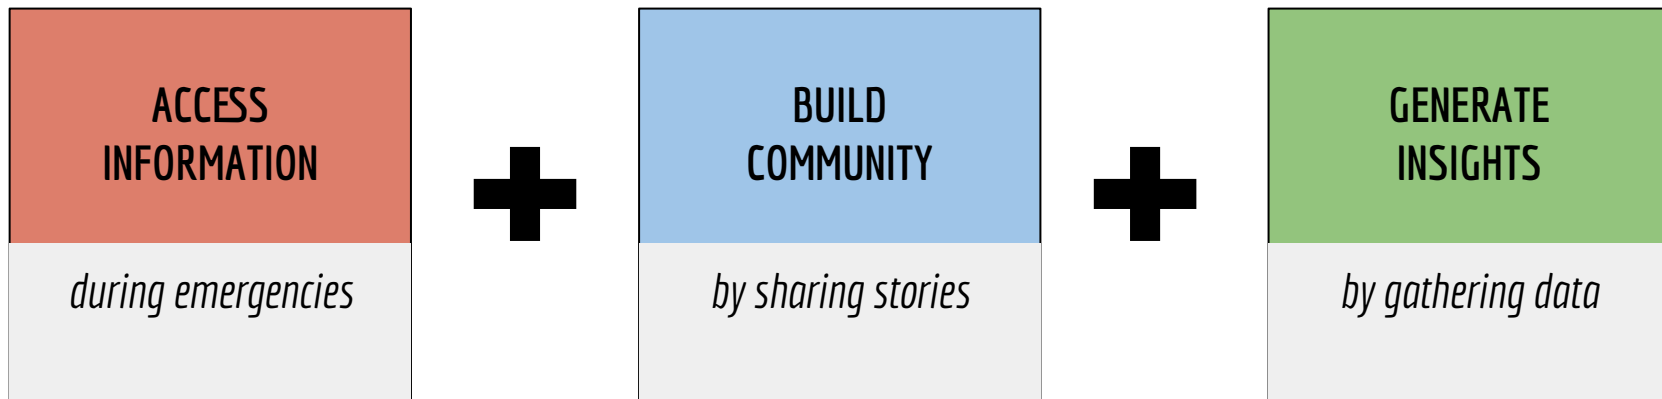 ACCESS
INFORMATION
during emergencies
BUILD
COMMUNITY
by sharing stories
GENERATE
INSIGHTS
by gathering data